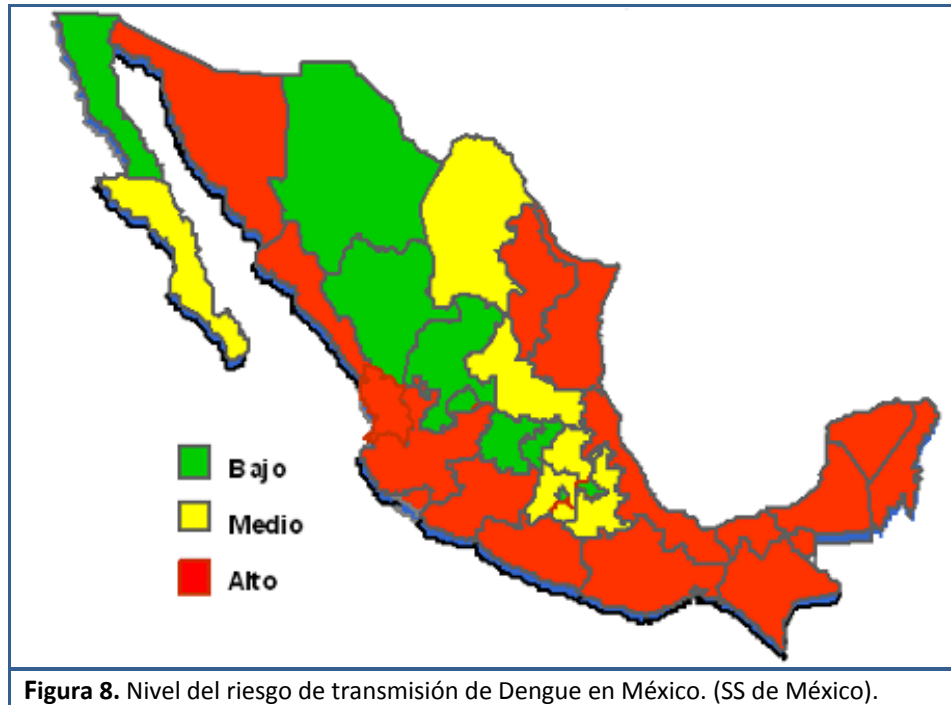 Bajo
Medio
Alto
Figura 8. Nivel del riesgo de transmisión de Dengue en México. (SS de México).